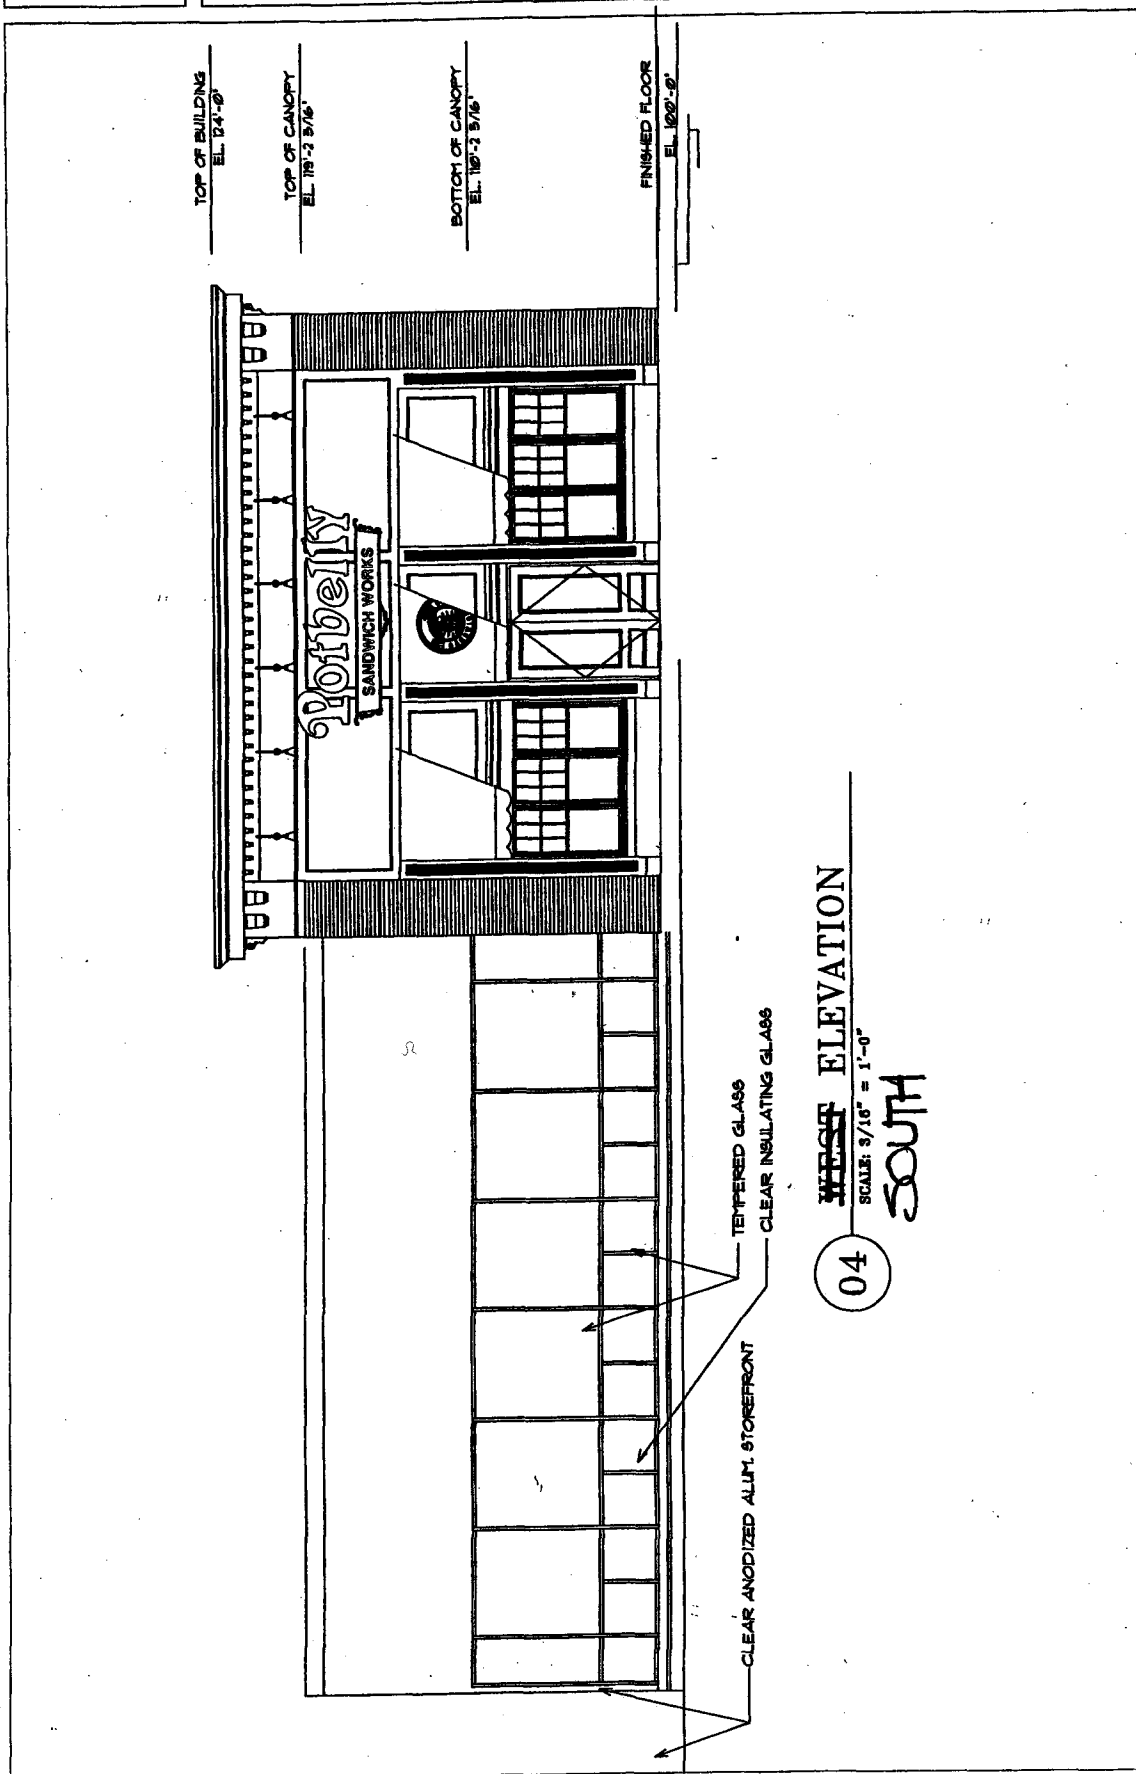 TOP OF BUILDING
EL. 124'-0"
TOP OF CANOPY
EL. 119'-2 3/16"
BOTTOM OF CANOPY
EL. 110'-2 3/16"
FINISHED FLOOR
EL. 100'-0"
Potbelly
SANDWICH WORKS
TEMPERED GLASS
CLEAR INSULATING GLASS
CLEAR ANODIZED ALUM. STOREFRONT
04
WEST ELEVATION
SCALE: 3/16" = 1'-0"
SOUTH